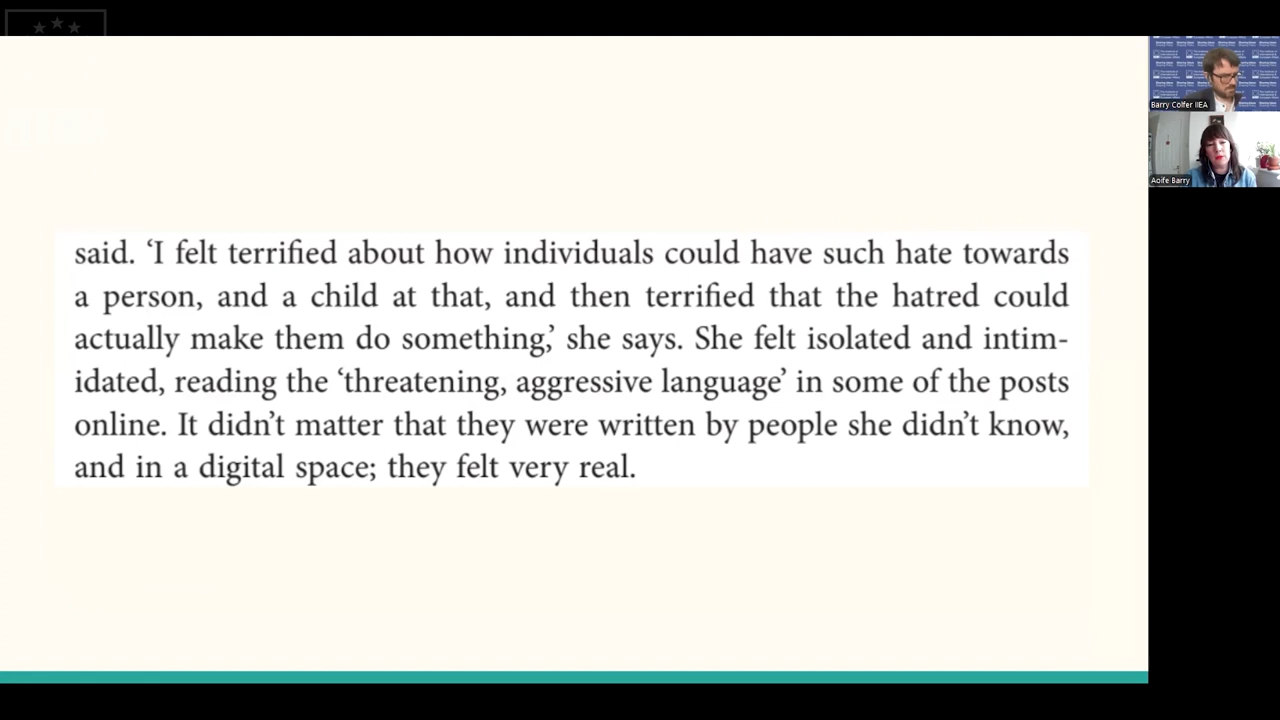 said. ‘I felt terrified about how individuals could have such hate towards
a person, and a child at that, and then terrified that the hatred could
actually make them do something,’ she says. She felt isolated and intim-
idated, reading the ‘threatening, aggressive language’ in some of the posts
online. It didn’t matter that they were written by people she didn’t know,
and in a digital space; they felt very real.
Barry Colfer IIEA
Aoife Barry